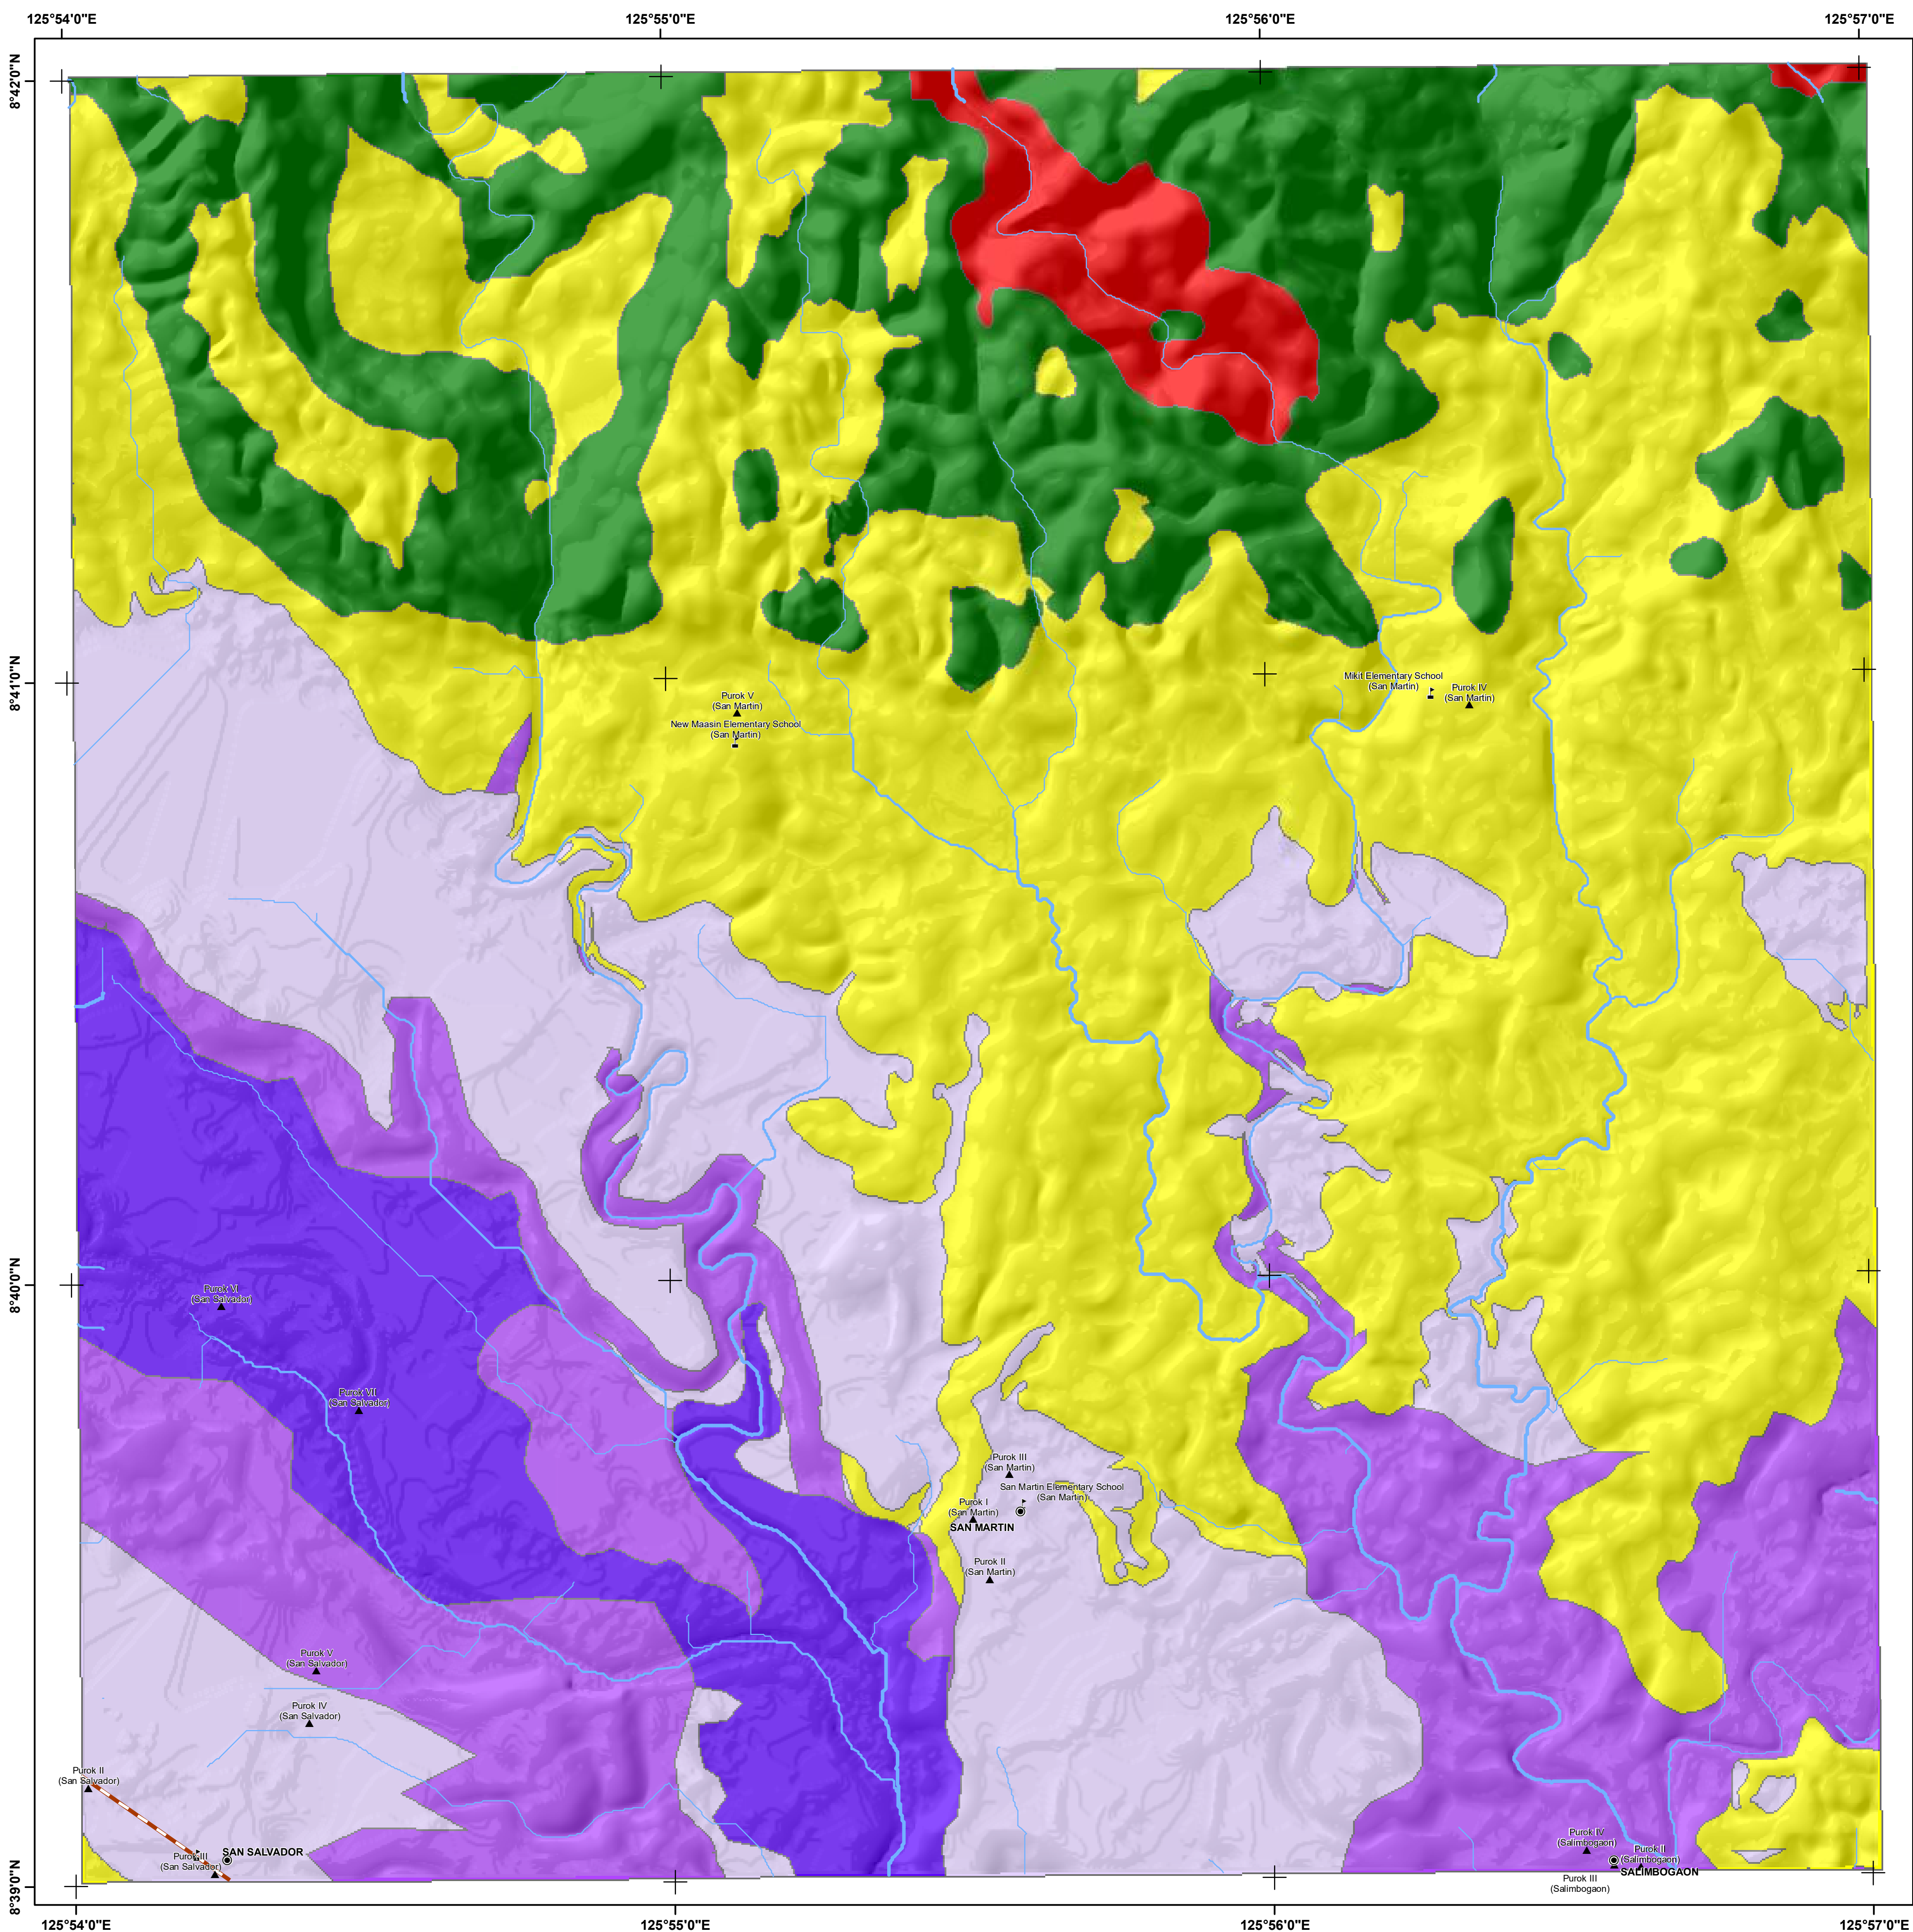 125°54'0"E
125°55'0"E
125°56'0"E
125°57'0"E
8°42'0"N
8°41'0"N
Mikit Elementary School
(San Martin)
Purok IV
(San Martin)
Purok V
(San Martin)
New Maasin Elementary School
(San Martin)
8°40'0"N
Purok VI
(San Salvador)
Purok VII
(San Salvador)
Purok III
(San Martin)
San Martin Elementary School
(San Martin)
Purok I
(San Martin)
SAN MARTIN
Purok II
(San Martin)
Purok V
(San Salvador)
Purok IV
(San Salvador)
Purok II
(San Salvador)
SAN SALVADOR
Purok III
(San Salvador)
Purok IV
(Salimbogaon)
Purok II
(Salimbogaon)
SALIMBOGAON
Purok III
(Salimbogaon)
8°39'0"N
125°54'0"E
125°55'0"E
125°56'0"E
125°57'0"E